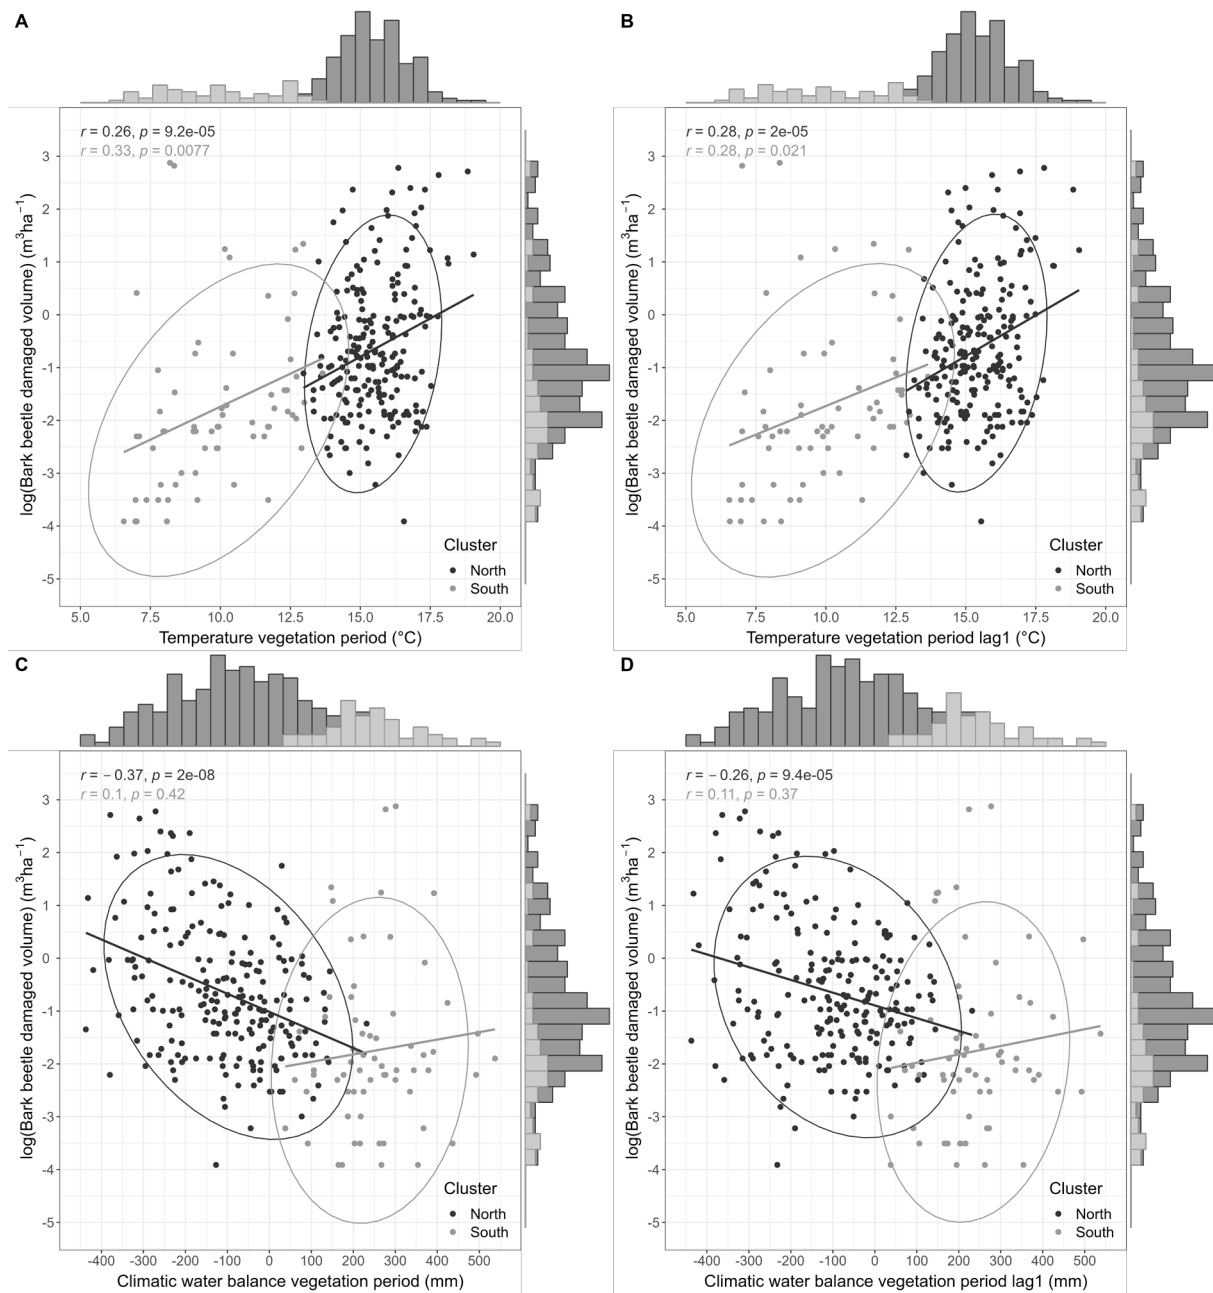 A
r = 0.26, p = 9.2e-05
r = 0.33, p = 0.0077
log(Bark beetle damaged volume) (m³ha⁻¹)
3
2
1
0
-1
-2
-3
-4
-5
Cluster
North
South
5.0 7.5 10.0 12.5 15.0 17.5 20.0
Temperature vegetation period (°C)
B
r = 0.28, p = 2e-05
r = 0.28, p = 0.021
log(Bark beetle damaged volume) (m³ha⁻¹)
3
2
1
0
-1
-2
-3
-4
-5
Cluster
North
South
5.0 7.5 10.0 12.5 15.0 17.5 20.0
Temperature vegetation period lag1 (°C)
C
r = −0.37, p = 2e-08
r = 0.1, p = 0.42
log(Bark beetle damaged volume) (m³ha⁻¹)
3
2
1
0
-1
-2
-3
-4
-5
Cluster
North
South
-400 -300 -200 -100 0 100 200 300 400 500
Climatic water balance vegetation period (mm)
D
r = −0.26, p = 9.4e-05
r = 0.11, p = 0.37
log(Bark beetle damaged volume) (m³ha⁻¹)
3
2
1
0
-1
-2
-3
-4
-5
Cluster
North
South
-400 -300 -200 -100 0 100 200 300 400 500
Climatic water balance vegetation period lag1 (mm)